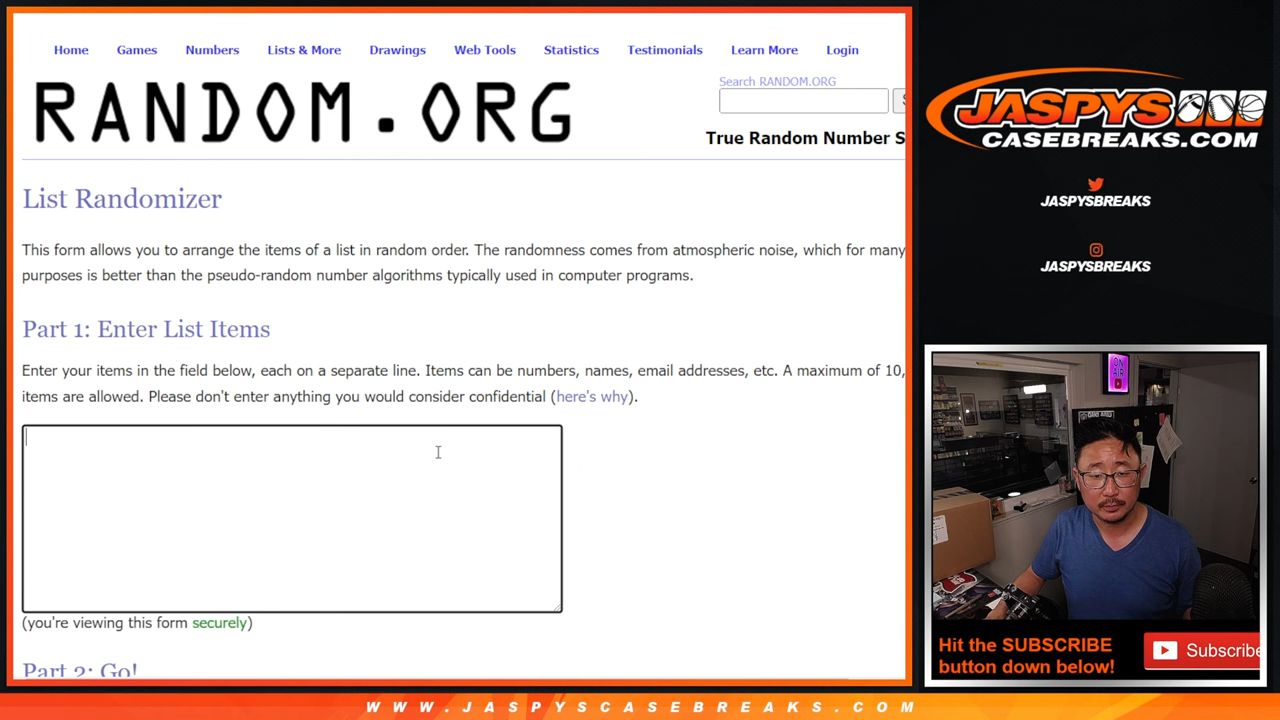 Home Games Numbers Lists & More Drawings Web Tools Statistics Testimonials Learn More Login
RANDOM.ORG
Search RANDOM.ORG
True Random Number S
List Randomizer
This form allows you to arrange the items of a list in random order. The randomness comes from atmospheric noise, which for many
purposes is better than the pseudo-random number algorithms typically used in computer programs.
Part 1: Enter List Items
Enter your items in the field below, each on a separate line. Items can be numbers, names, email addresses, etc. A maximum of 10,
items are allowed. Please don't enter anything you would consider confidential (here's why).
(you're viewing this form securely)
Part 2: Go!
JASPYS
CASEBREAKS.COM
JASPYSBREAKS
JASPYSBREAKS
ON
AIR
Hit the SUBSCRIBE
button down below!
Subscribe
WWW.JASPYSCASEBREAKS.COM